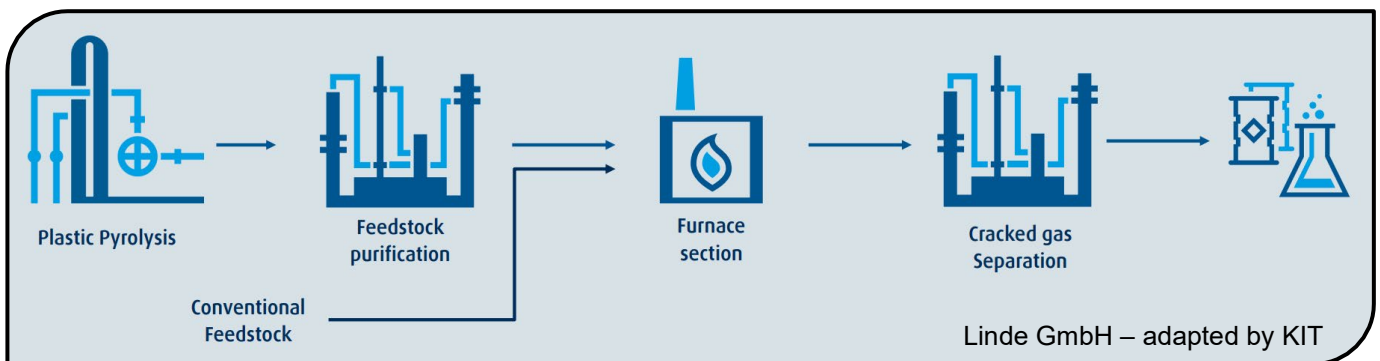 Plastic Pyrolysis
Feedstock
purification
Furnace
section
Cracked gas
Separation
Conventional
Feedstock
Linde GmbH – adapted by KIT